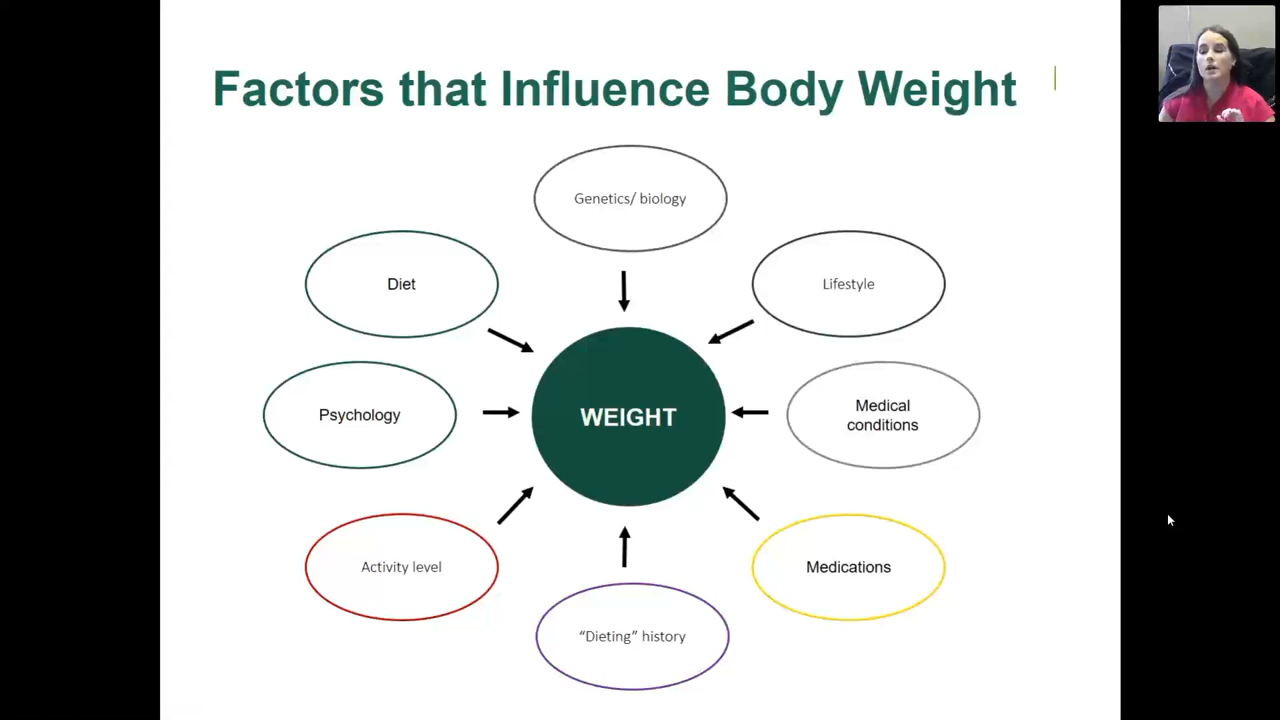 Factors that Influence Body Weight
Genetics/ biology
Diet
Lifestyle
Psychology
WEIGHT
Medical
conditions
Activity level
Medications
“Dieting” history